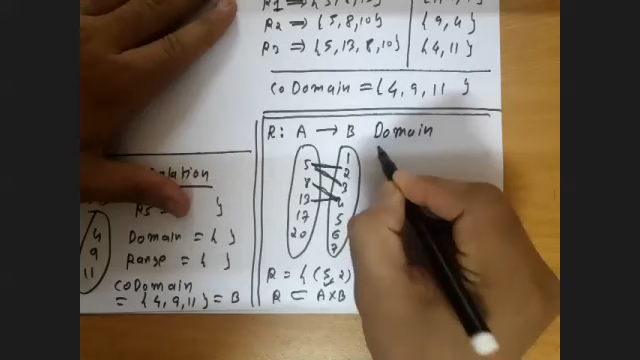 R2 ⇒ {5,8,10} {9,4}
R3 ⇒ {5,13,8,10} {4,11}
CoDomain = {4,9,11 }
R: A → B Domain
5
8
13
17
20
1
2
3
4
5
6
7
R = {(5,2)
R ⊂ A×B
}
Domain = { }
Range = { }
CoDomain
= {4,9,11} = B
4
9
11